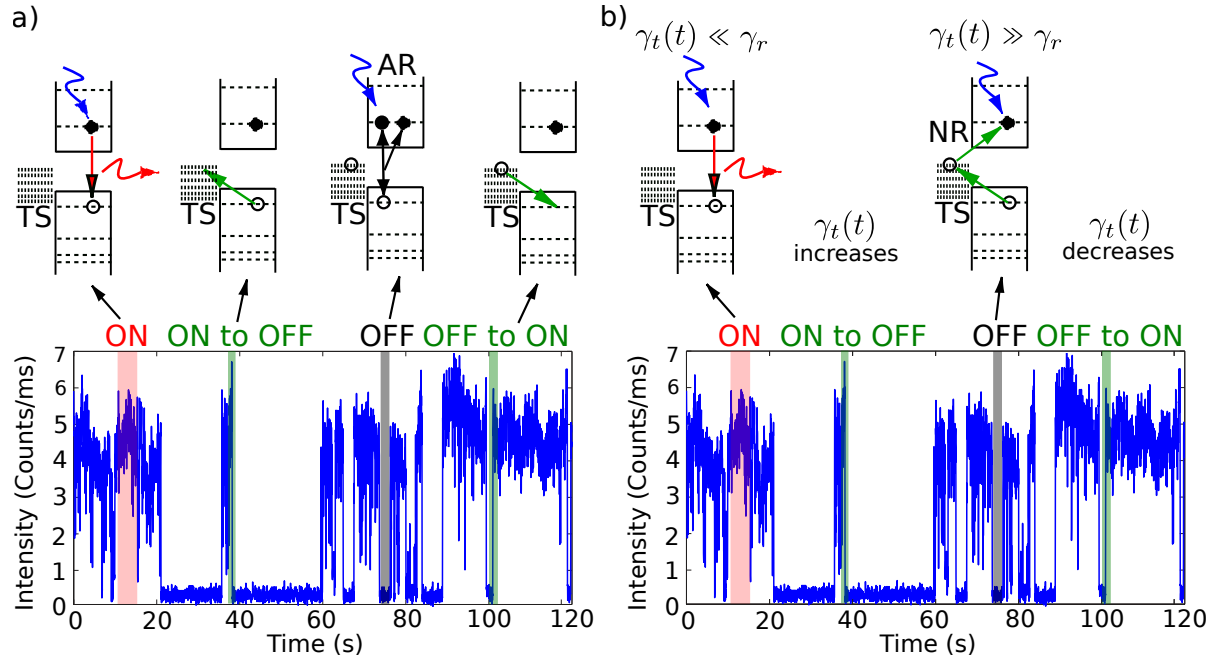 a)
AR
TS
TS
TS
TS
ON
ON to OFF
OFF
OFF to ON
Intensity (Counts/ms)
7
6
5
4
3
2
1
0
0
20
40
60
80
100
120
Time (s)
b)
γt(t) ≪ γr
γt(t) ≫ γr
NR
TS
TS
γt(t)
increases
γt(t)
decreases
ON
ON to OFF
OFF
OFF to ON
Intensity (Counts/ms)
7
6
5
4
3
2
1
0
0
20
40
60
80
100
120
Time (s)